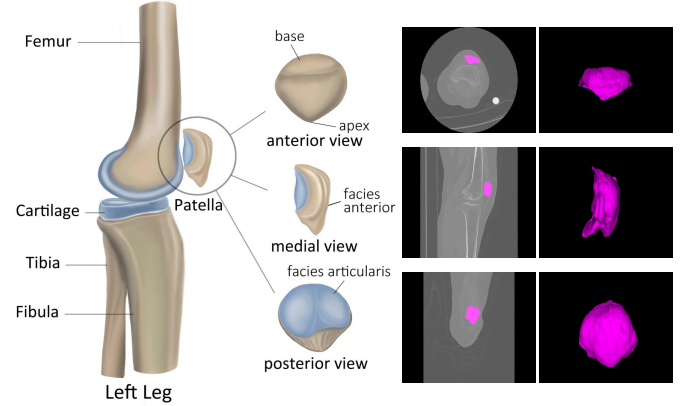 Femur
Cartilage
Tibia
Fibula
Left Leg
Patella
base
apex
anterior view
facies
anterior
medial view
facies articularis
posterior view